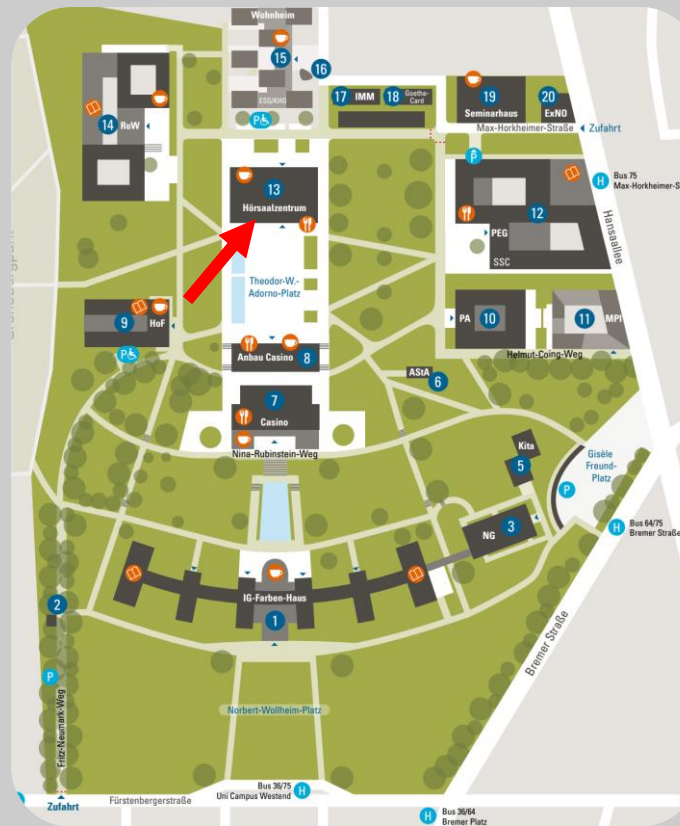 Wohnheim
15
16
ESG/KHG
P
17 IMM
18 Goethe-
Card
19
Seminarhaus
20
ExNO
Max-Horkheimer-Straße
Zufahrt
14 RuW
13
Hörsaalzentrum
P
H
Bus 75
Max-Horkheimer-S
12
PEG
SSC
Hansaallee
Theodor-W.-
Adorno-Platz
9 HoF
P
PA 10
11 MPI
Helmut-Coing-Weg
Anbau Casino 8
AStA
6
7
Casino
Nina-Rubinstein-Weg
Kita
5
Gisèle
Freund-
Platz
P
3
NG
H
Bus 64/75
Bremer Straße
IG-Farben-Haus
1
2
P
Fritz-Neumark-Weg
Bremer Straße
Norbert-Wollheim-Platz
Zufahrt
Fürstenbergerstraße
Bus 36/75
Uni Campus Westend
H
H
Bus 36/64
Bremer Platz